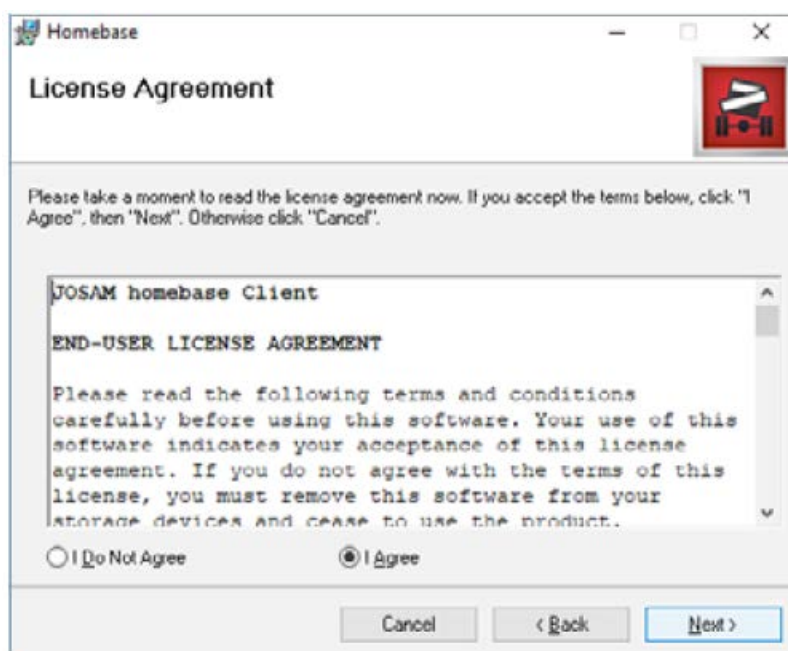 Homebase
License Agreement
Please take a moment to read the license agreement now. If you accept the terms below, click "I
Agree", then "Next". Otherwise click "Cancel".
JOSAM homebase Client
END-USER LICENSE AGREEMENT
Please read the following terms and conditions
carefully before using this software. Your use of this
software indicates your acceptance of this license
agreement. If you do not agree with the terms of this
license, you must remove this software from your
storage devices and cease to use the product.
I Do Not Agree
I Agree
Cancel
< Back
Next >